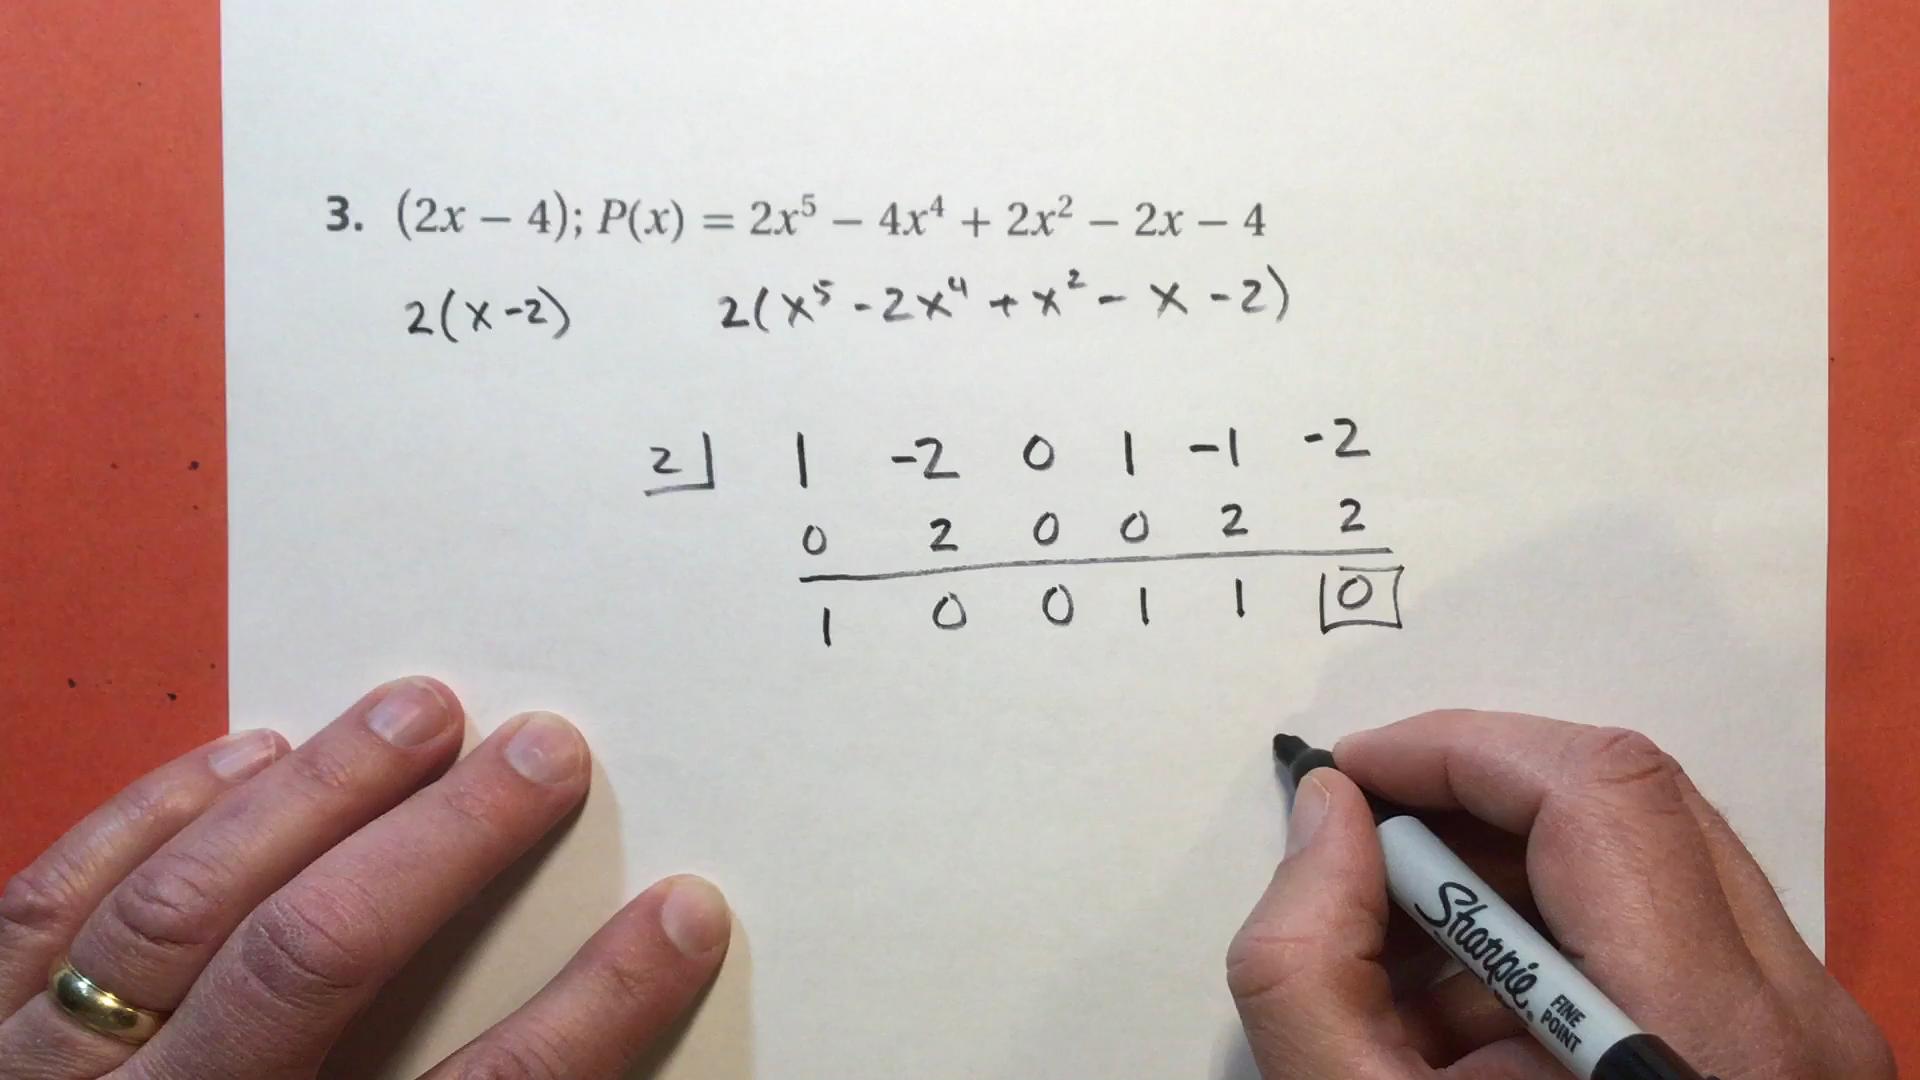 3. (2x – 4); P(x) = 2x⁵ – 4x⁴ + 2x² – 2x – 4
2(x-2) 2(x⁵ -2x⁴ + x² - x -2)
2 1 -2 0 1 -1 -2
0 2 0 0 2 2
1 0 0 1 1 0
Sharpie.
FINE
POINT